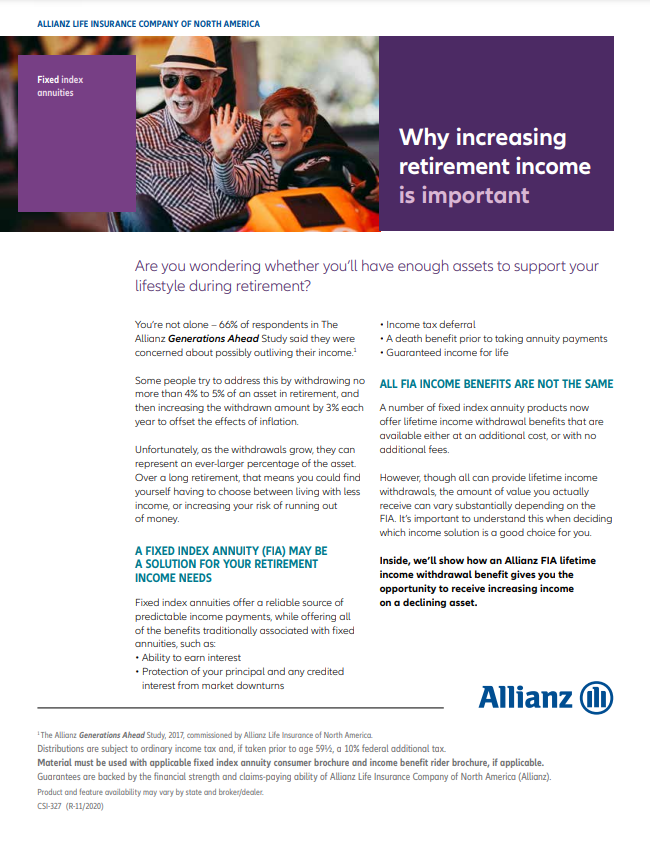 ALLIANZ LIFE INSURANCE COMPANY OF NORTH AMERICA
Fixed index
annuities
Why increasing
retirement income
is important
Are you wondering whether you’ll have enough assets to support your
lifestyle during retirement?
You’re not alone – 66% of respondents in The
Allianz Generations Ahead Study said they were
concerned about possibly outliving their income.¹
Some people try to address this by withdrawing no
more than 4% to 5% of an asset in retirement, and
then increasing the withdrawn amount by 3% each
year to offset the effects of inflation.
Unfortunately, as the withdrawals grow, they can
represent an ever-larger percentage of the asset.
Over a long retirement, that means you could find
yourself having to choose between living with less
income, or increasing your risk of running out
of money.
A FIXED INDEX ANNUITY (FIA) MAY BE
A SOLUTION FOR YOUR RETIREMENT
INCOME NEEDS
Fixed index annuities offer a reliable source of
predictable income payments, while offering all
of the benefits traditionally associated with fixed
annuities, such as:
• Ability to earn interest
• Protection of your principal and any credited
interest from market downturns
• Income tax deferral
• A death benefit prior to taking annuity payments
• Guaranteed income for life
ALL FIA INCOME BENEFITS ARE NOT THE SAME
A number of fixed index annuity products now
offer lifetime income withdrawal benefits that are
available either at an additional cost, or with no
additional fees.
However, though all can provide lifetime income
withdrawals, the amount of value you actually
receive can vary substantially depending on the
FIA. It’s important to understand this when deciding
which income solution is a good choice for you.
Inside, we’ll show how an Allianz FIA lifetime
income withdrawal benefit gives you the
opportunity to receive increasing income
on a declining asset.
Allianz
¹The Allianz Generations Ahead Study, 2017, commissioned by Allianz Life Insurance of North America.
Distributions are subject to ordinary income tax and, if taken prior to age 59½, a 10% federal additional tax.
Material must be used with applicable fixed index annuity consumer brochure and income benefit rider brochure, if applicable.
Guarantees are backed by the financial strength and claims-paying ability of Allianz Life Insurance Company of North America (Allianz).
Product and feature availability may vary by state and broker/dealer.
CSI-327 (R-11/2020)